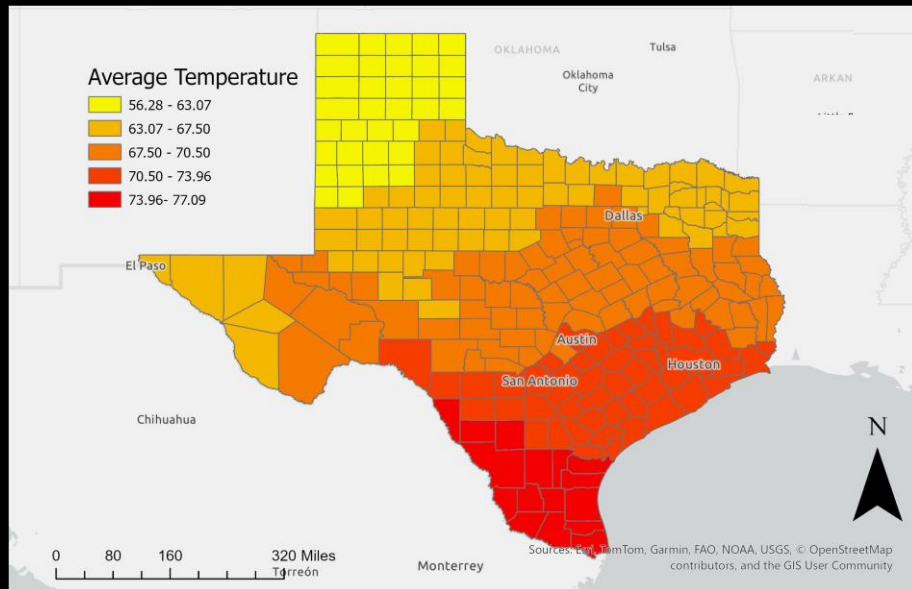 OKLAHOMA
Tulsa
Oklahoma
City
ARKAN
Average Temperature
56.28 - 63.07
63.07 - 67.50
67.50 - 70.50
70.50 - 73.96
73.96- 77.09
Dallas
El Paso
Austin
Houston
San Antonio
Chihuahua
N
0 80 160 320 Miles
Torreón
Monterrey
Sources: Esri, TomTom, Garmin, FAO, NOAA, USGS, © OpenStreetMap
contributors, and the GIS User Community